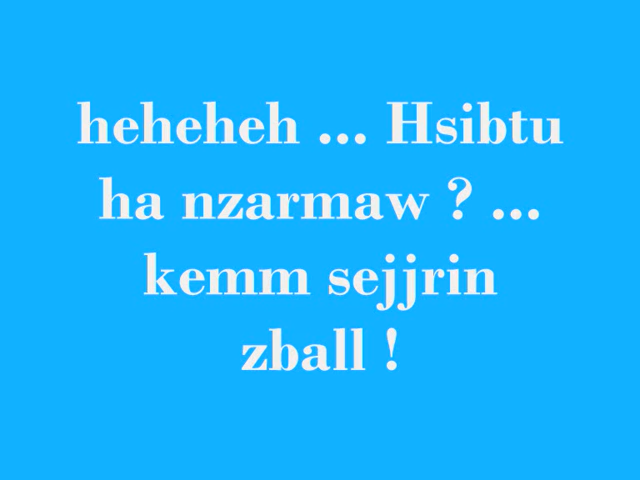 heheheh ... Hsibtu
ha nzarmaw ? ...
kemm sejjrin
zball !